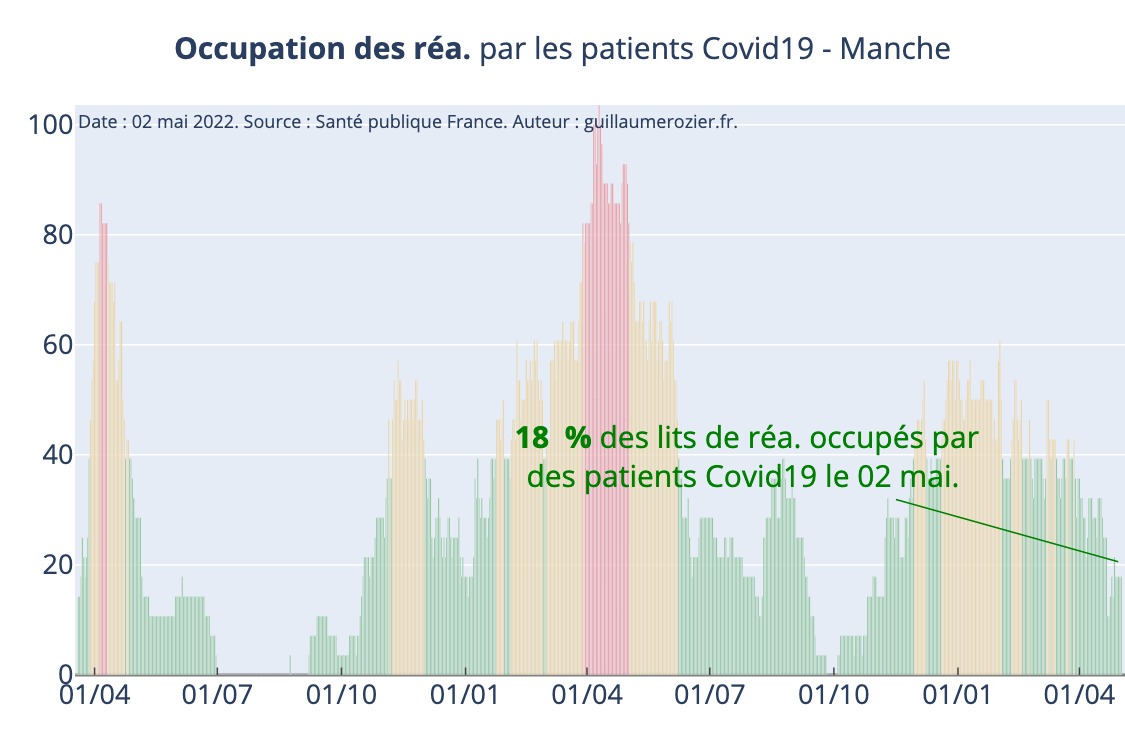 Occupation des réa. par les patients Covid19 - Manche
Date : 02 mai 2022. Source : Santé publique France. Auteur : guillaumerozier.fr.
100
80
60
40
20
0
18 % des lits de réa. occupés par
des patients Covid19 le 02 mai.
01/04 01/07 01/10 01/01 01/04 01/07 01/10 01/01 01/04